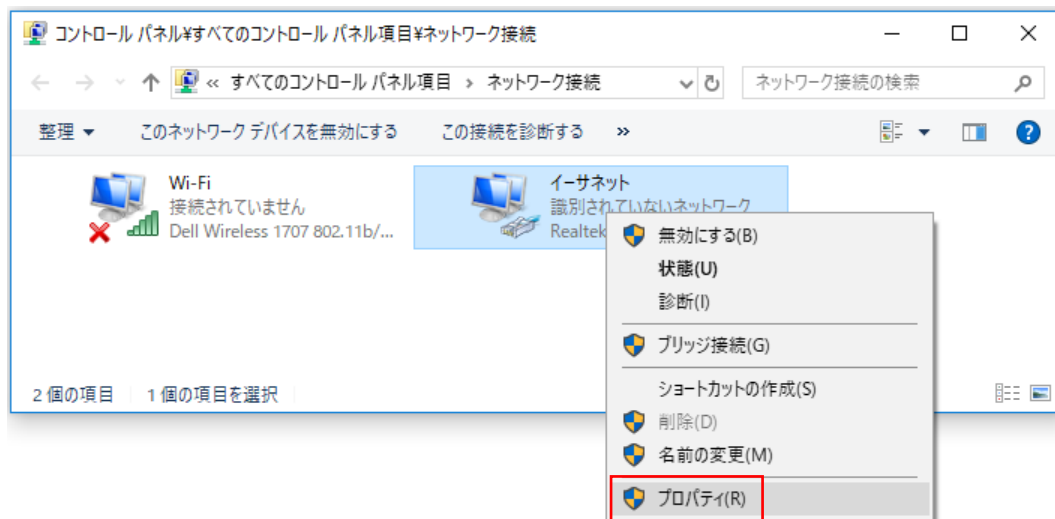 コントロール パネル¥すべてのコントロール パネル項目¥ネットワーク接続
« すべてのコントロール パネル項目 › ネットワーク接続
ネットワーク接続の検索
整理 ▼ このネットワーク デバイスを無効にする この接続を診断する »
Wi-Fi
接続されていません
Dell Wireless 1707 802.11b/...
イーサネット
識別されていないネットワーク
Realtek
無効にする(B)
状態(U)
診断(I)
ブリッジ接続(G)
ショートカットの作成(S)
削除(D)
名前の変更(M)
プロパティ(R)
2 個の項目 1 個の項目を選択